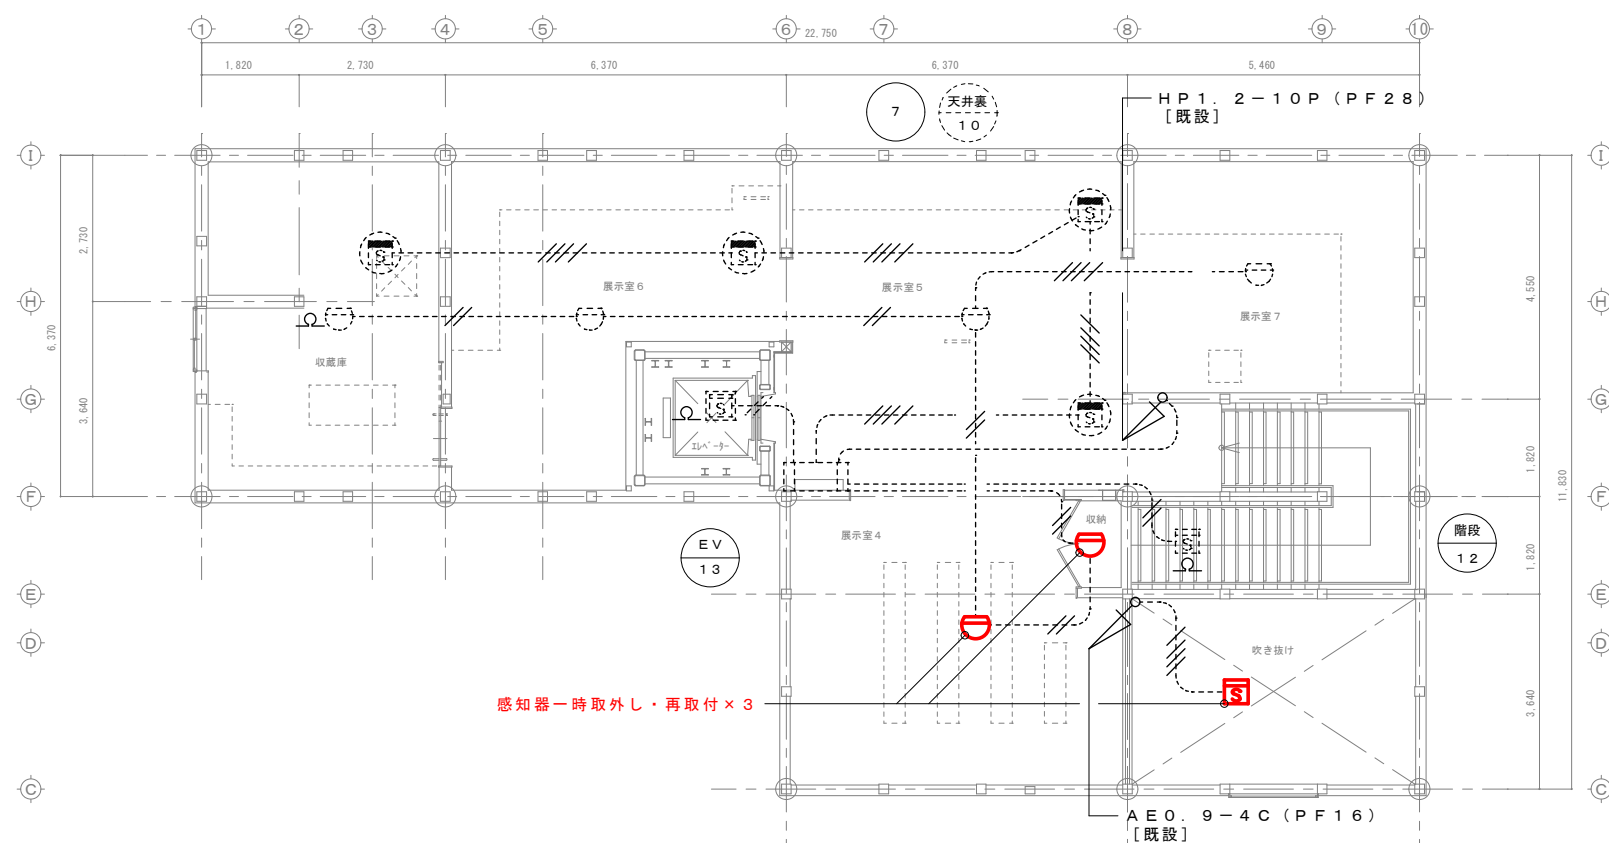 1 2 3 4 5 6 7 8 9 10
22,750
1,820 2,730 6,370 6,370 5,460
7
天井裏
10
HP1.2-10P(PF28)
[既設]
I I
S S S
2,730
展示室6
展示室5
4,550
H H
展示室7
6,370
収蔵庫
G G
S S
3,640
エレベーター
1,820
11,830
F F
展示室4
収納
EV
13
S
階段
12
1,820
E E
D D
吹き抜け
S
感知器一時取外し・再取付×3
3,640
C C
AE0.9-4C(PF16)
[既設]